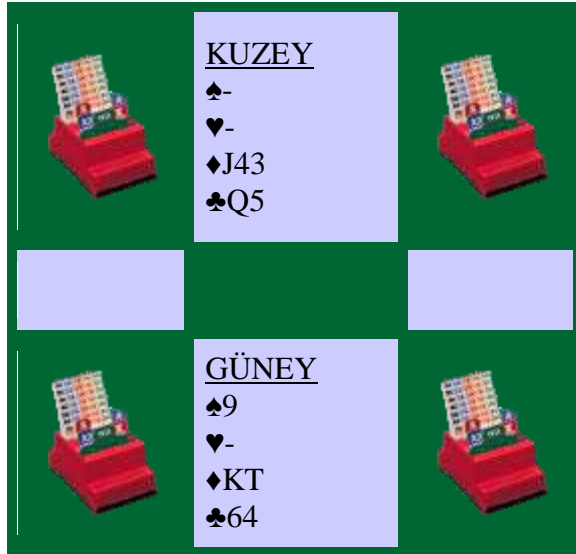 KUZEY
♠-
♥-
♦J43
♣Q5
GÜNEY
♠9
♥-
♦KT
♣64